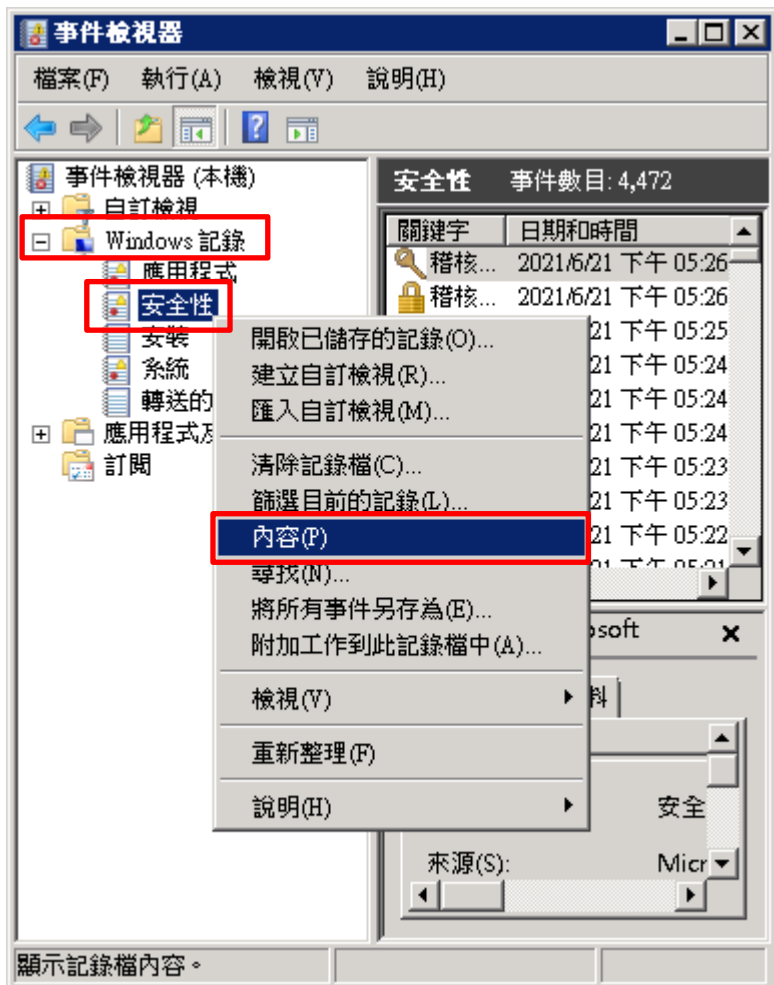 事件檢視器
檔案(F) 執行(A) 檢視(V) 說明(H)
事件檢視器 (本機)
自訂檢視
Windows 記錄
應用程式
安全性
安裝
系統
轉送的
應用程式及
訂閱
安全性 事件數目: 4,472
關鍵字 日期和時間
稽核... 2021/6/21 下午 05:26
稽核... 2021/6/21 下午 05:26
21 下午 05:25
21 下午 05:24
21 下午 05:24
21 下午 05:24
21 下午 05:23
21 下午 05:23
21 下午 05:22
21 下午 05:21
開啟已儲存的記錄(O)...
建立自訂檢視(R)...
匯入自訂檢視(M)...
清除記錄檔(C)...
篩選目前的記錄(L)...
內容(P)
尋找(N)...
將所有事件另存為(E)...
附加工作到此記錄檔中(A)...
檢視(V)
重新整理(F)
說明(H)
osoft
料
安全
來源(S): Micr
顯示記錄檔內容。